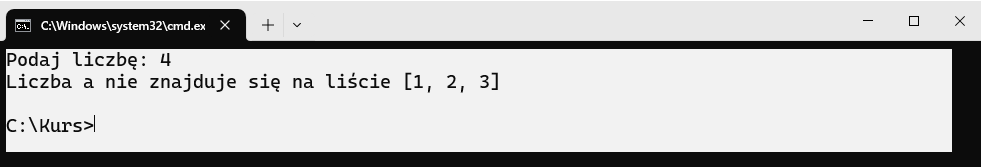 C:\Windows\system32\cmd.ex
Podaj liczbę: 4
Liczba a nie znajduje się na liście [1, 2, 3]
C:\Kurs>